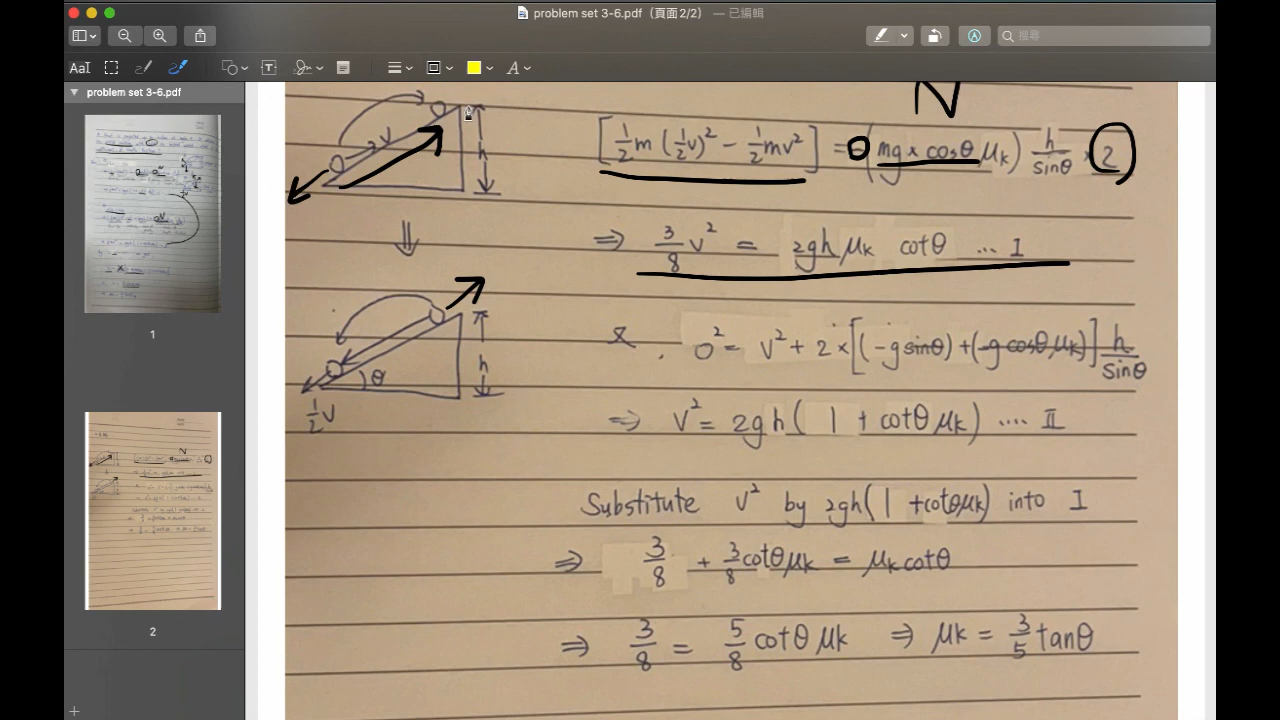 problem set 3-6.pdf（頁面 2/2） — 已編輯
搜尋
AaI
T
A
problem set 3-6.pdf
1
2
N
[½m (½v)² - ½mv²] = -(mg × cosθ μk) h/sinθ × 2
v
h
⇒ 3/8 v² = 2gh μk cotθ ... I
0² = v² + 2 × [(-g sinθ) + (-g cosθ μk)] h/sinθ
θ
h
½v
⇒ v² = 2gh ( 1 + cotθ μk) .... II
Substitute v² by 2gh( 1 + cotθμk) into I
⇒ 3/8 + 3/8 cotθ μk = μk cotθ
⇒ 3/8 = 5/8 cotθ μk ⇒ μk = 3/5 tanθ